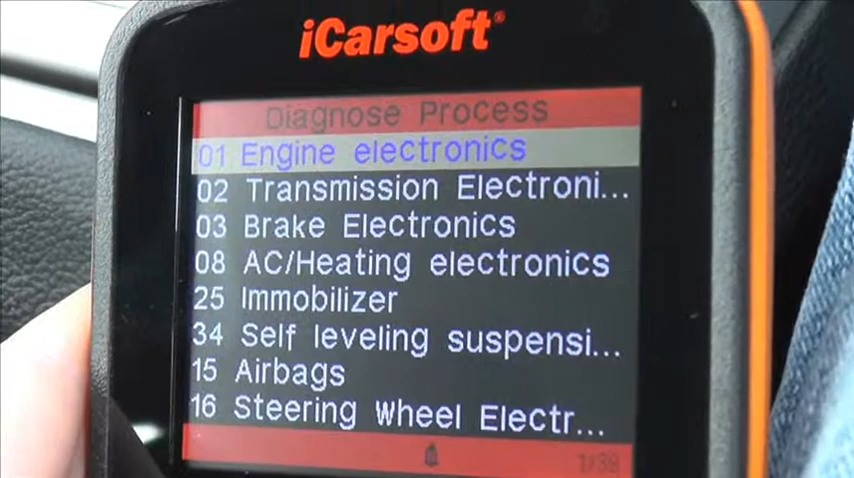 iCarsoft®
Diagnose Process
01 Engine electronics
02 Transmission Electroni...
03 Brake Electronics
08 AC/Heating electronics
25 Immobilizer
34 Self leveling suspensi...
15 Airbags
16 Steering Wheel Electr...
1/38